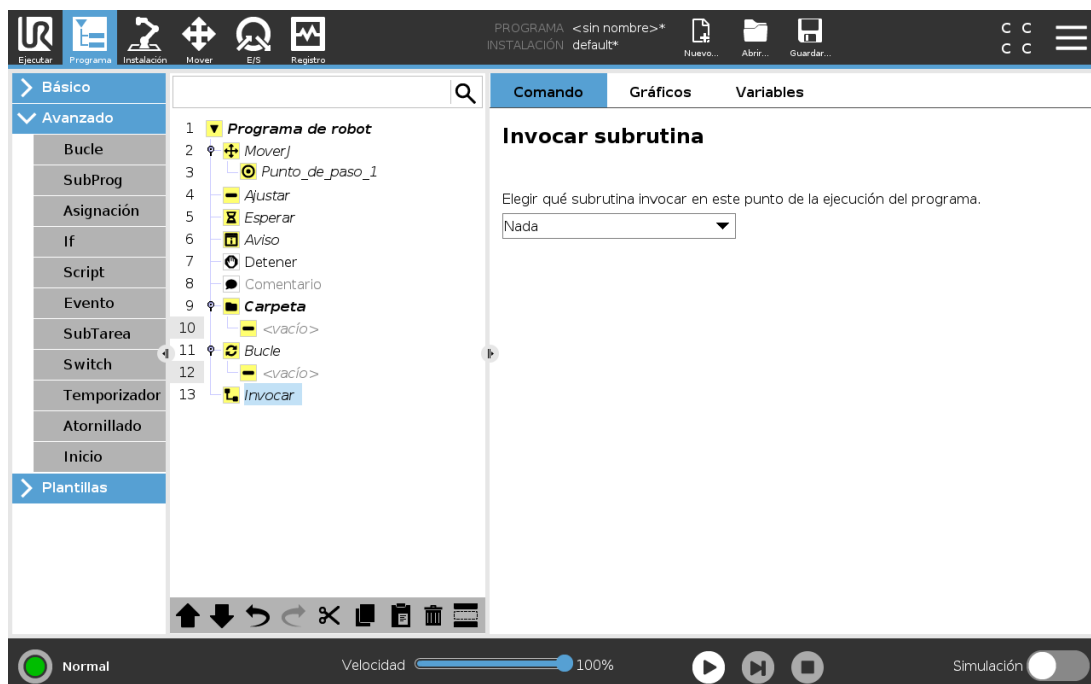 PROGRAMA <sin nombre>*
INSTALACIÓN default*
UR
Ejecutar
Programa
Instalación
Mover
E/S
Registro
Nuevo...
Abrir...
Guardar...
C C
C C
Básico
Avanzado
Bucle
SubProg
Asignación
If
Script
Evento
SubTarea
Switch
Temporizador
Atornillado
Inicio
Plantillas
1 Programa de robot
2 MoverJ
3 Punto_de_paso_1
4 Ajustar
5 Esperar
6 Aviso
7 Detener
8 Comentario
9 Carpeta
10 <vacío>
11 Bucle
12 <vacío>
13 Invocar
Comando Gráficos Variables
Invocar subrutina
Elegir qué subrutina invocar en este punto de la ejecución del programa.
Nada
Normal
Velocidad 100%
Simulación